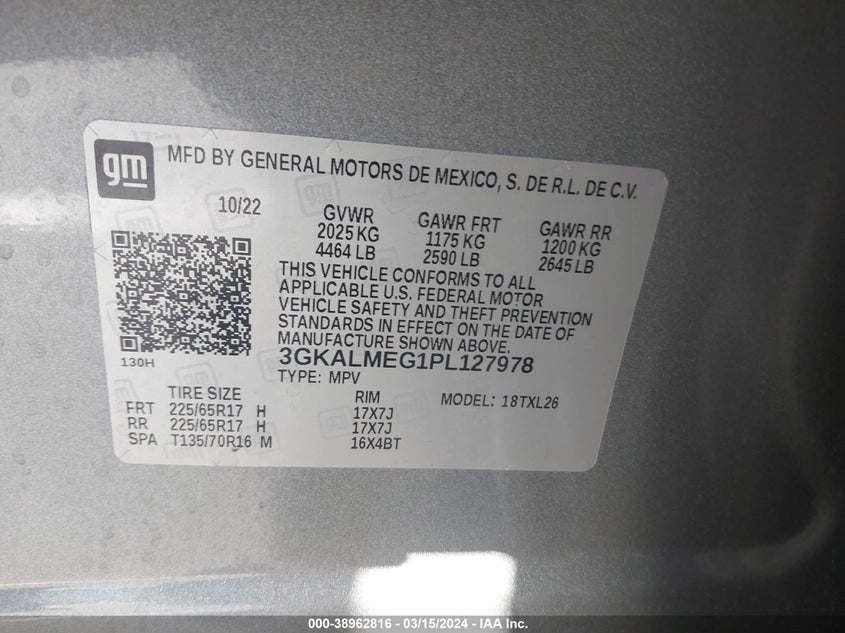 gm MFD BY GENERAL MOTORS DE MEXICO, S. DE R.L. DE C.V.
10/22 GVWR GAWR FRT GAWR RR
2025 KG 1175 KG 1200 KG
4464 LB 2590 LB 2645 LB
THIS VEHICLE CONFORMS TO ALL
APPLICABLE U.S. FEDERAL MOTOR
VEHICLE SAFETY AND THEFT PREVENTION
STANDARDS IN EFFECT ON THE DATE OF
MANUFACTURE SHOWN ABOVE.
130H 3GKALMEG1PL127978
TYPE: MPV
TIRE SIZE RIM MODEL: 18TXL26
FRT 225/65R17 H 17X7J
RR 225/65R17 H 17X7J
SPA T135/70R16 M 16X4BT
000-38962816 - 03/15/2024 - IAAI.com.